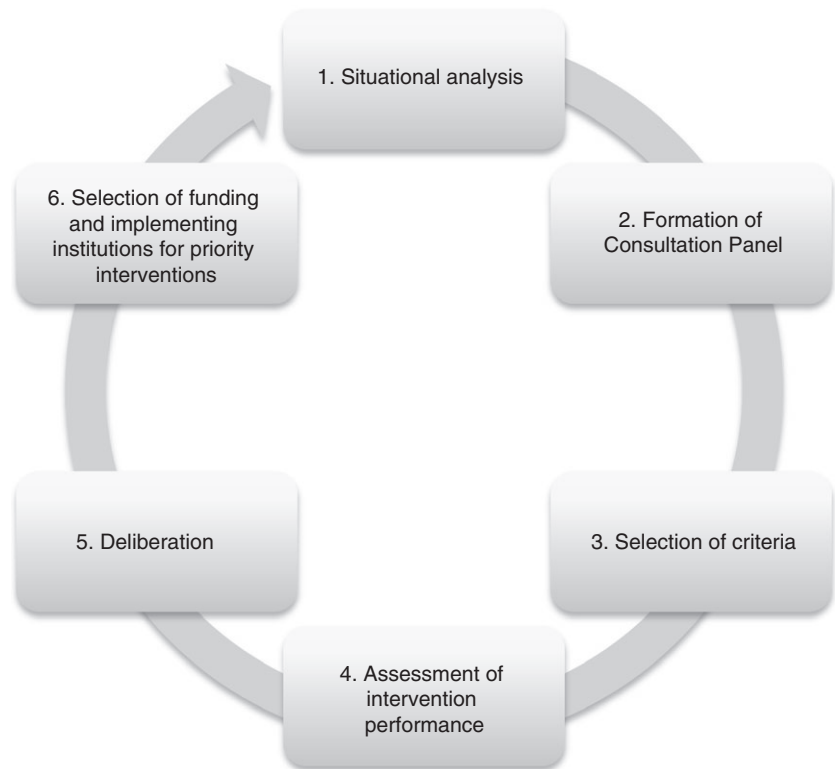 1. Situational analysis
2. Formation of
Consultation Panel
3. Selection of criteria
4. Assessment of
intervention
performance
5. Deliberation
6. Selection of funding
and implementing
institutions for priority
interventions